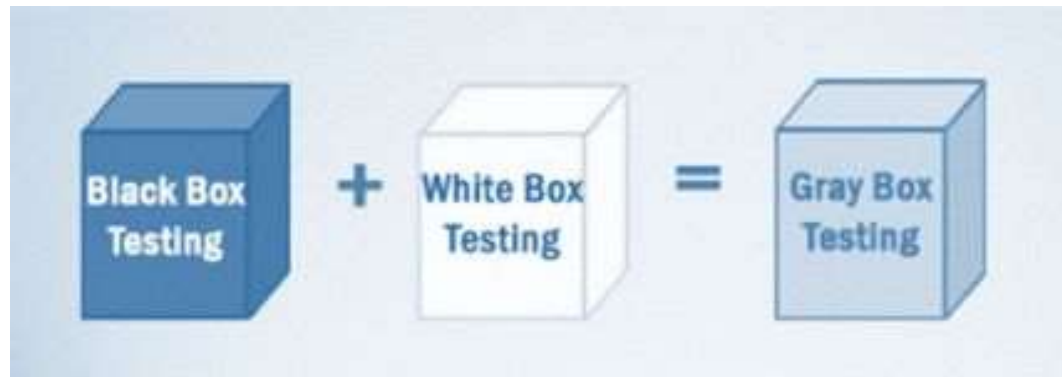 Black Box
Testing
+
White Box
Testing
=
Gray Box
Testing